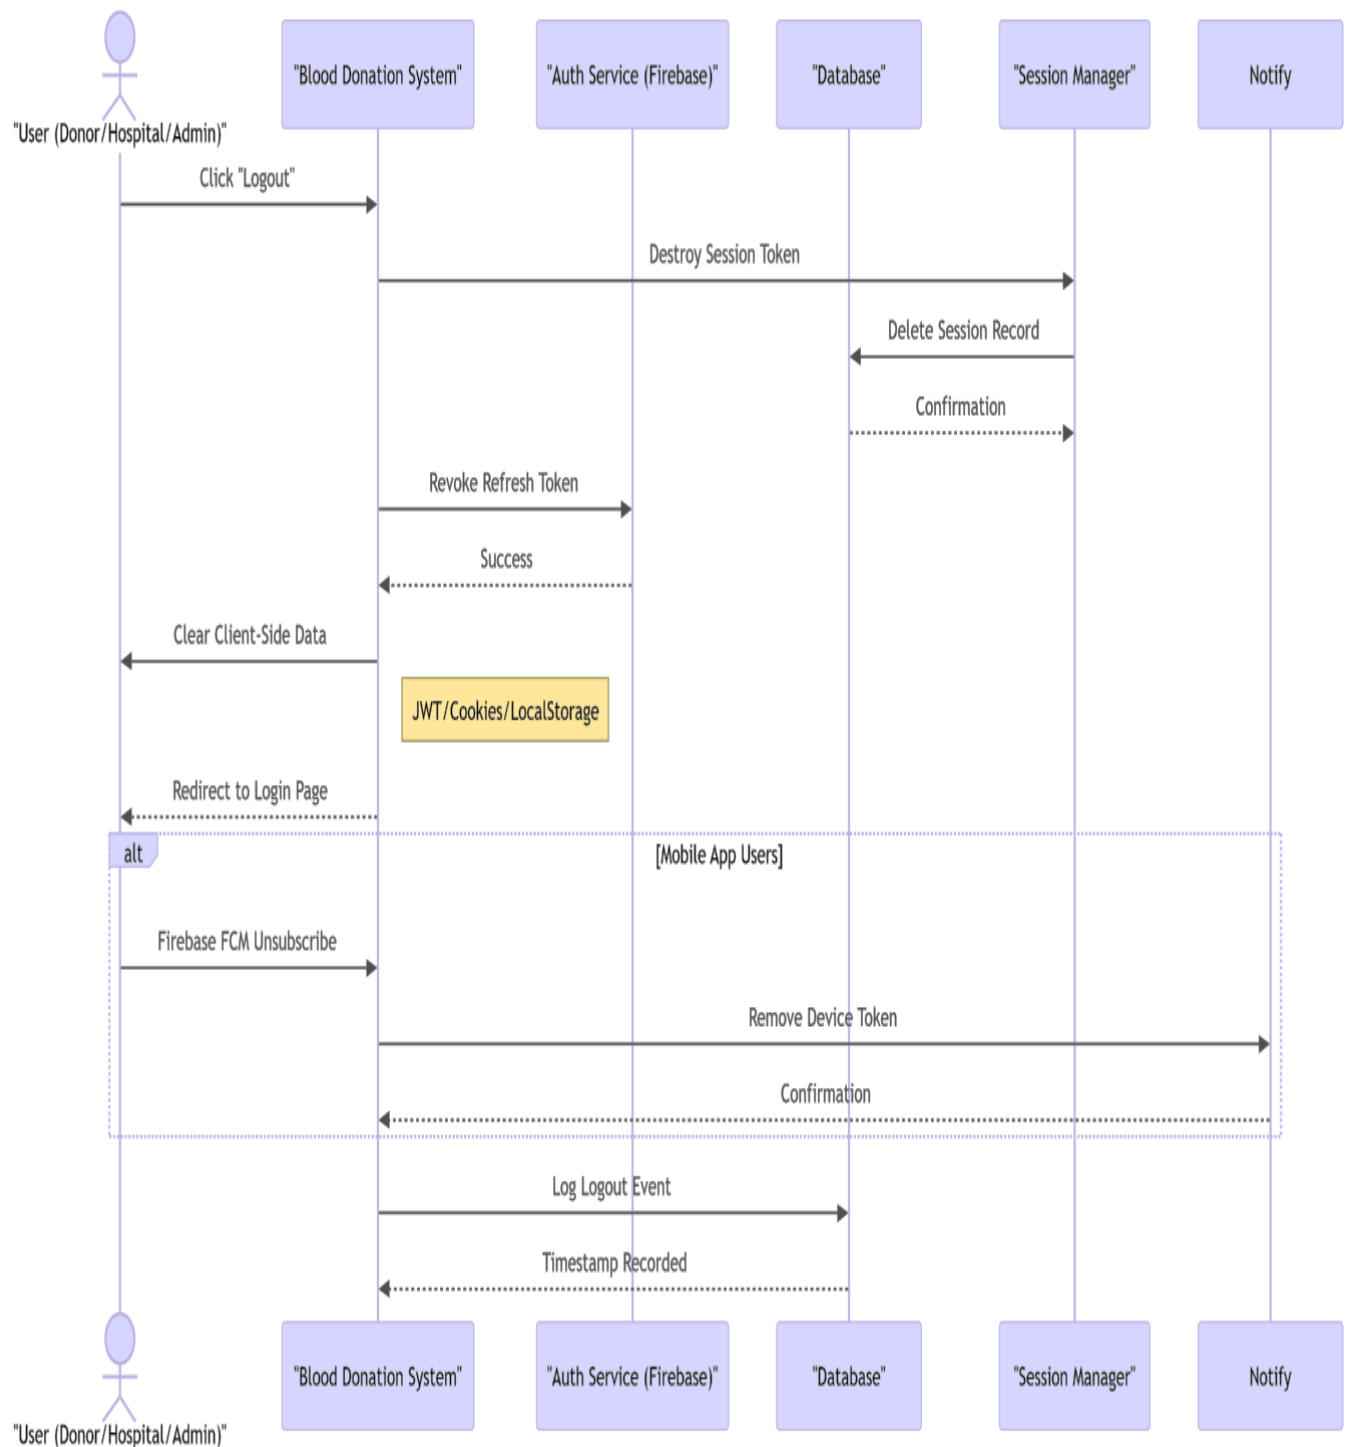 "User (Donor/Hospital/Admin)"
"Blood Donation System"
"Auth Service (Firebase)"
"Database"
"Session Manager"
Notify
Click "Logout"
Destroy Session Token
Delete Session Record
Confirmation
Revoke Refresh Token
Success
Clear Client-Side Data
JWT/Cookies/LocalStorage
Redirect to Login Page
alt
[Mobile App Users]
Firebase FCM Unsubscribe
Remove Device Token
Confirmation
Log Logout Event
Timestamp Recorded
"User (Donor/Hospital/Admin)"
"Blood Donation System"
"Auth Service (Firebase)"
"Database"
"Session Manager"
Notify